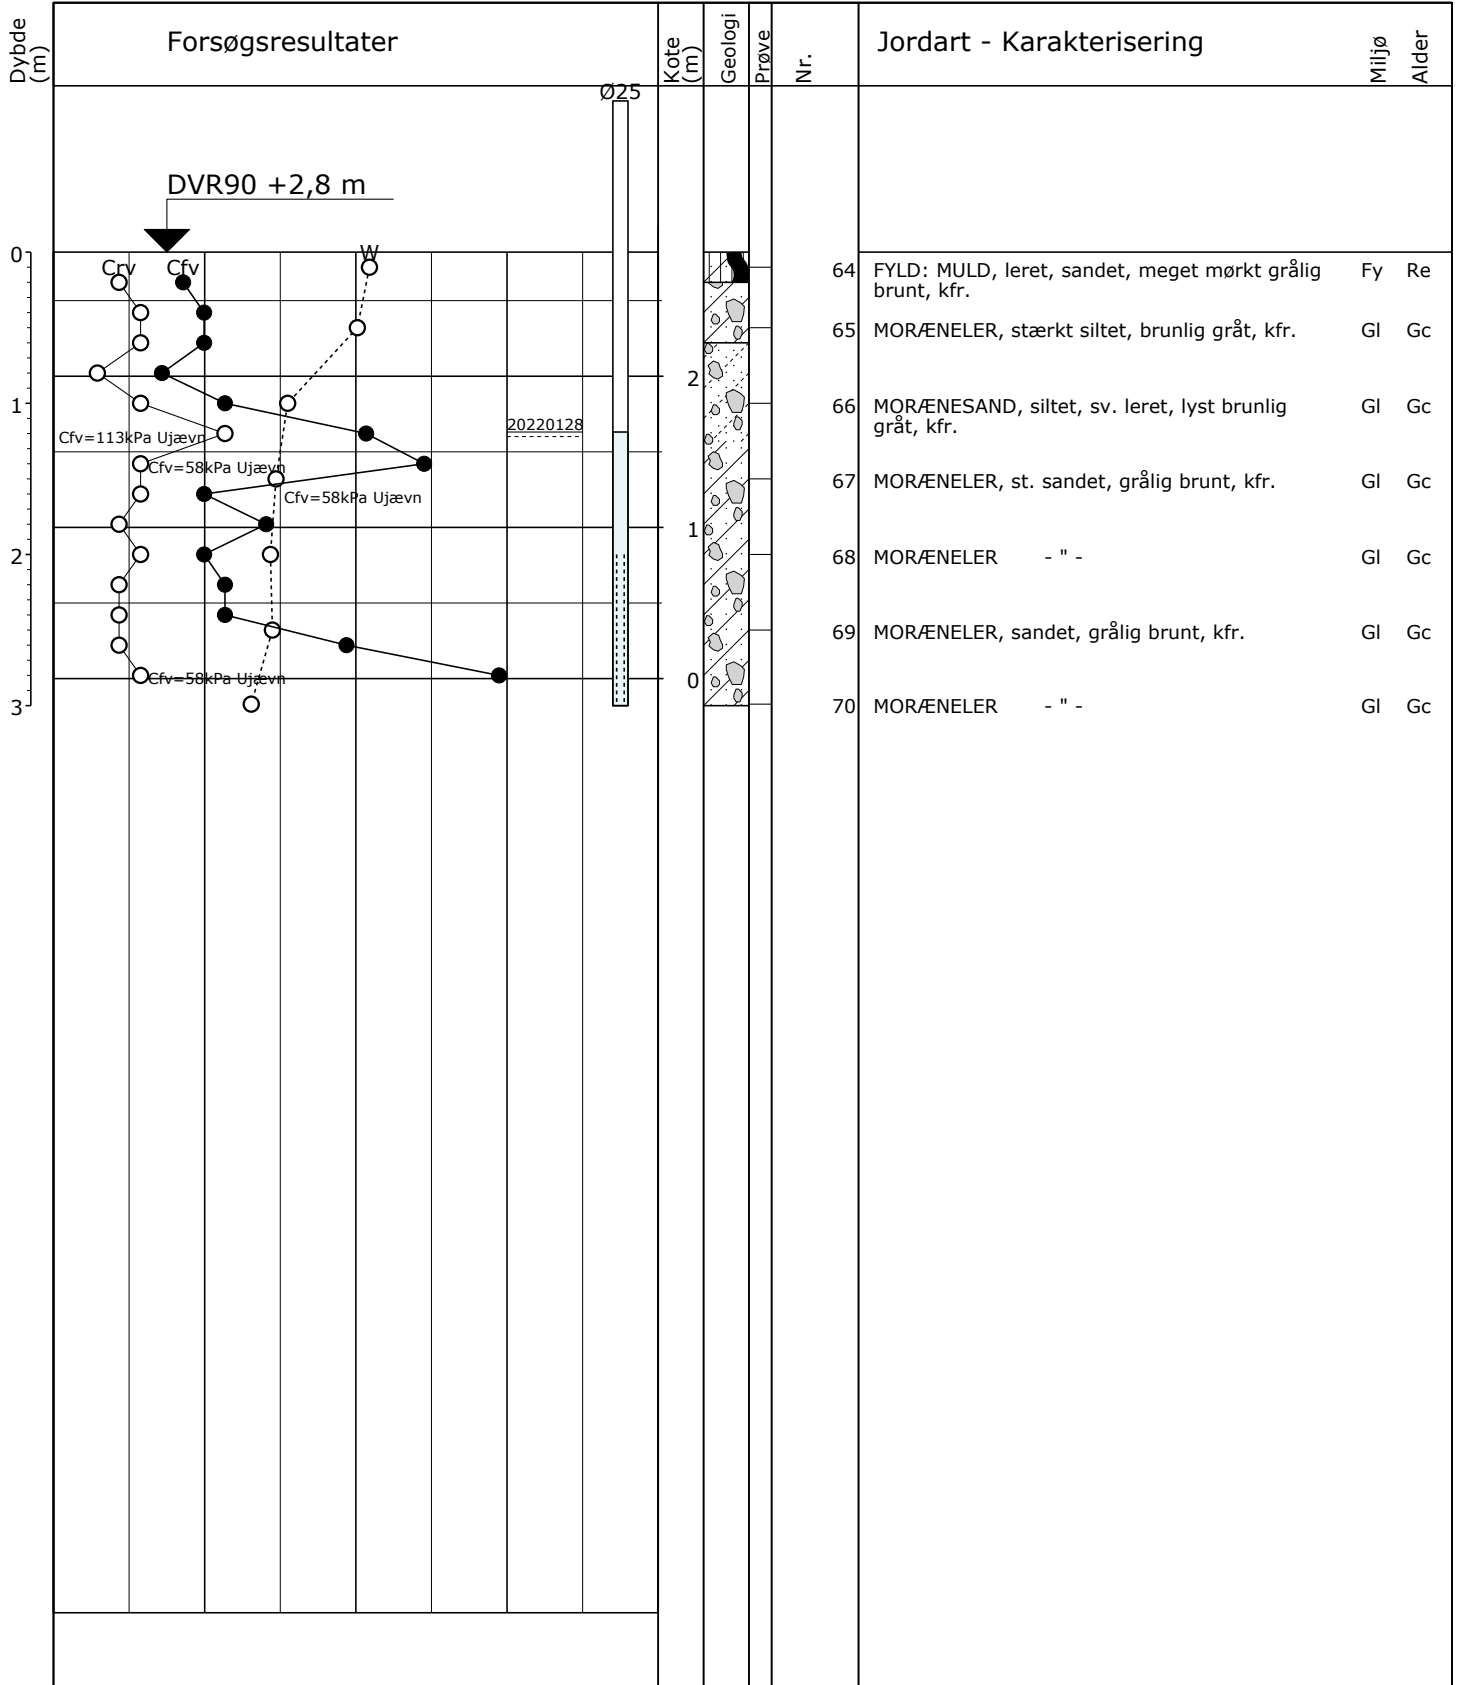 Dybde
(m)
Forsøgsresultater
Kote
(m)
Geologi
Prøve
Nr.
Jordart - Karakterisering
Miljø
Alder
Ø25
DVR90 +2,8 m
0
Crv
Cfv
W
64 FYLD: MULD, leret, sandet, meget mørkt grålig Fy Re
brunt, kfr.
65 MORÆNELER, stærkt siltet, brunlig gråt, kfr. Gl Gc
2
1
66 MORÆNESAND, siltet, sv. leret, lyst brunlig Gl Gc
gråt, kfr.
20220128
Cfv=113kPa Ujævn
Cfv=58kPa Ujævn
67 MORÆNELER, st. sandet, grålig brunt, kfr. Gl Gc
Cfv=58kPa Ujævn
1
2
68 MORÆNELER - " - Gl Gc
69 MORÆNELER, sandet, grålig brunt, kfr. Gl Gc
Cfv=58kPa Ujævn
0
3
70 MORÆNELER - " - Gl Gc